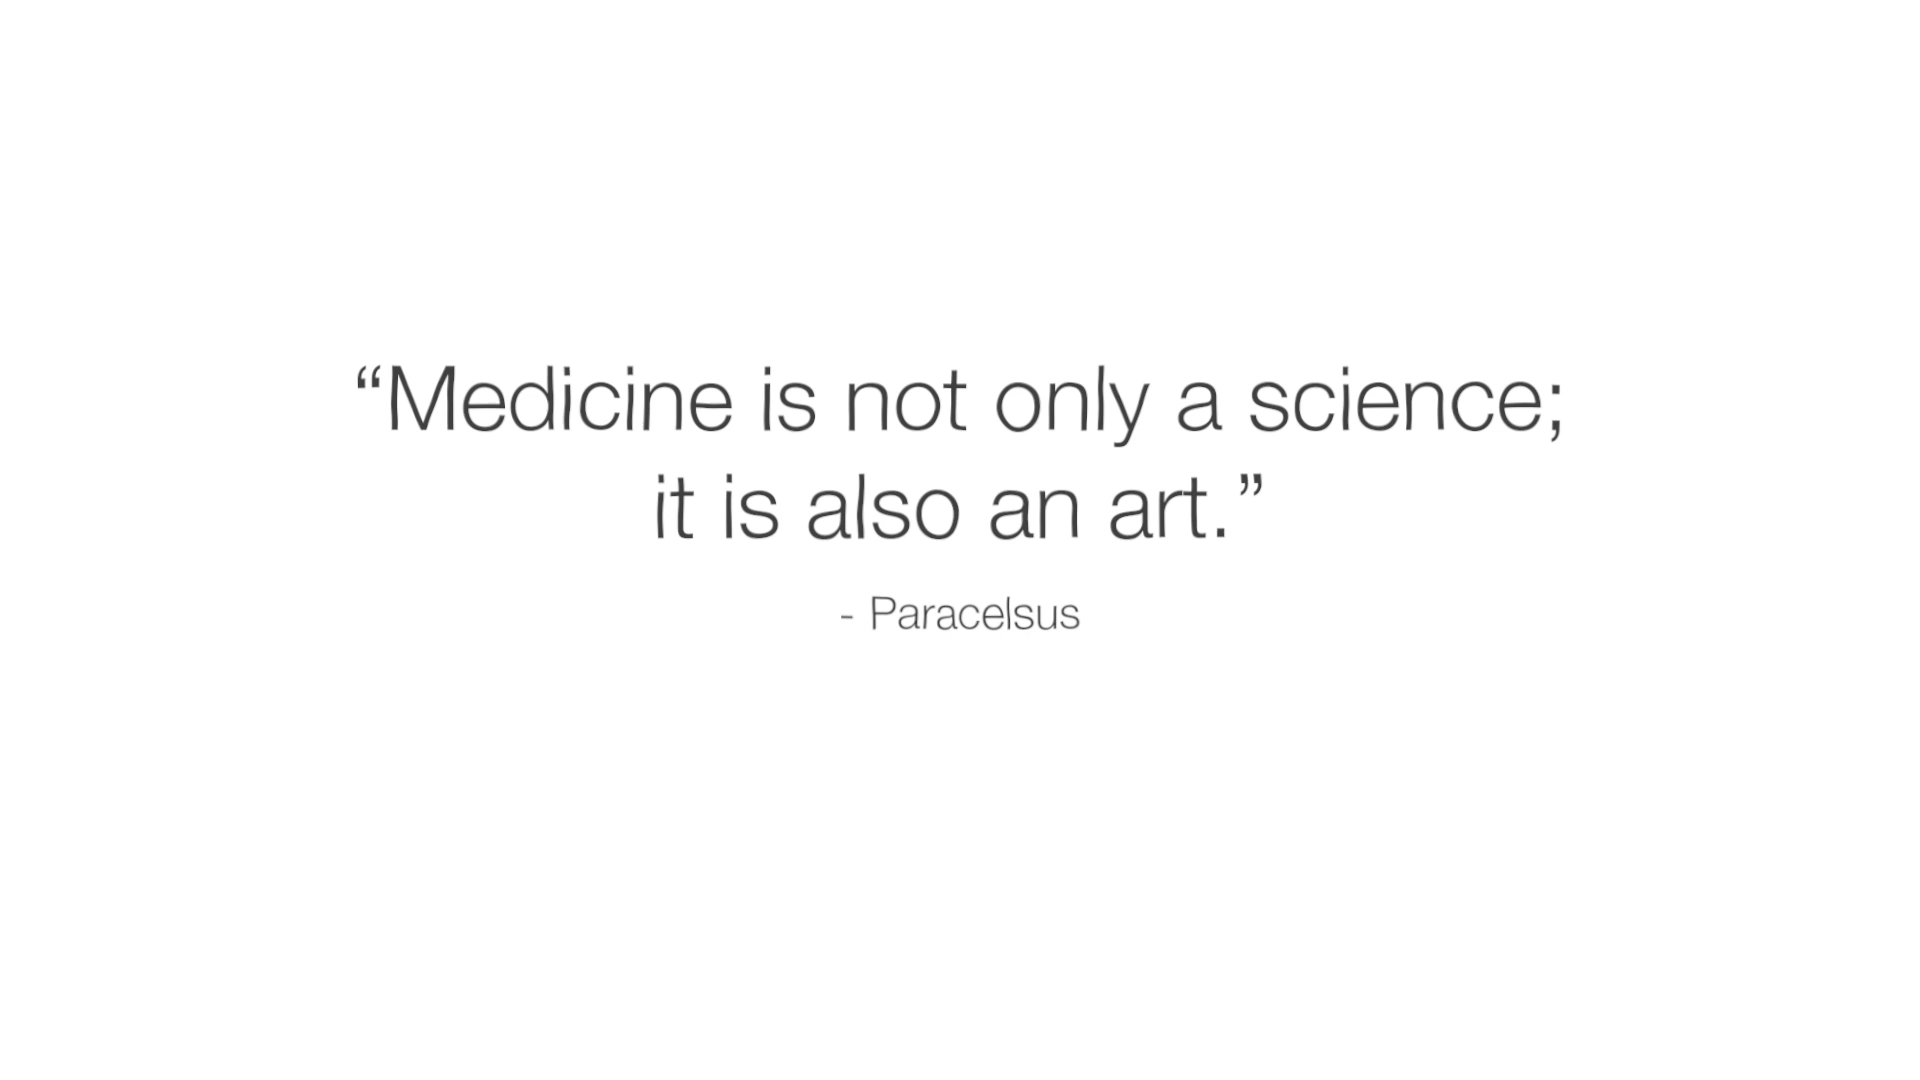 “Medicine is not only a science;
it is also an art.”
- Paracelsus